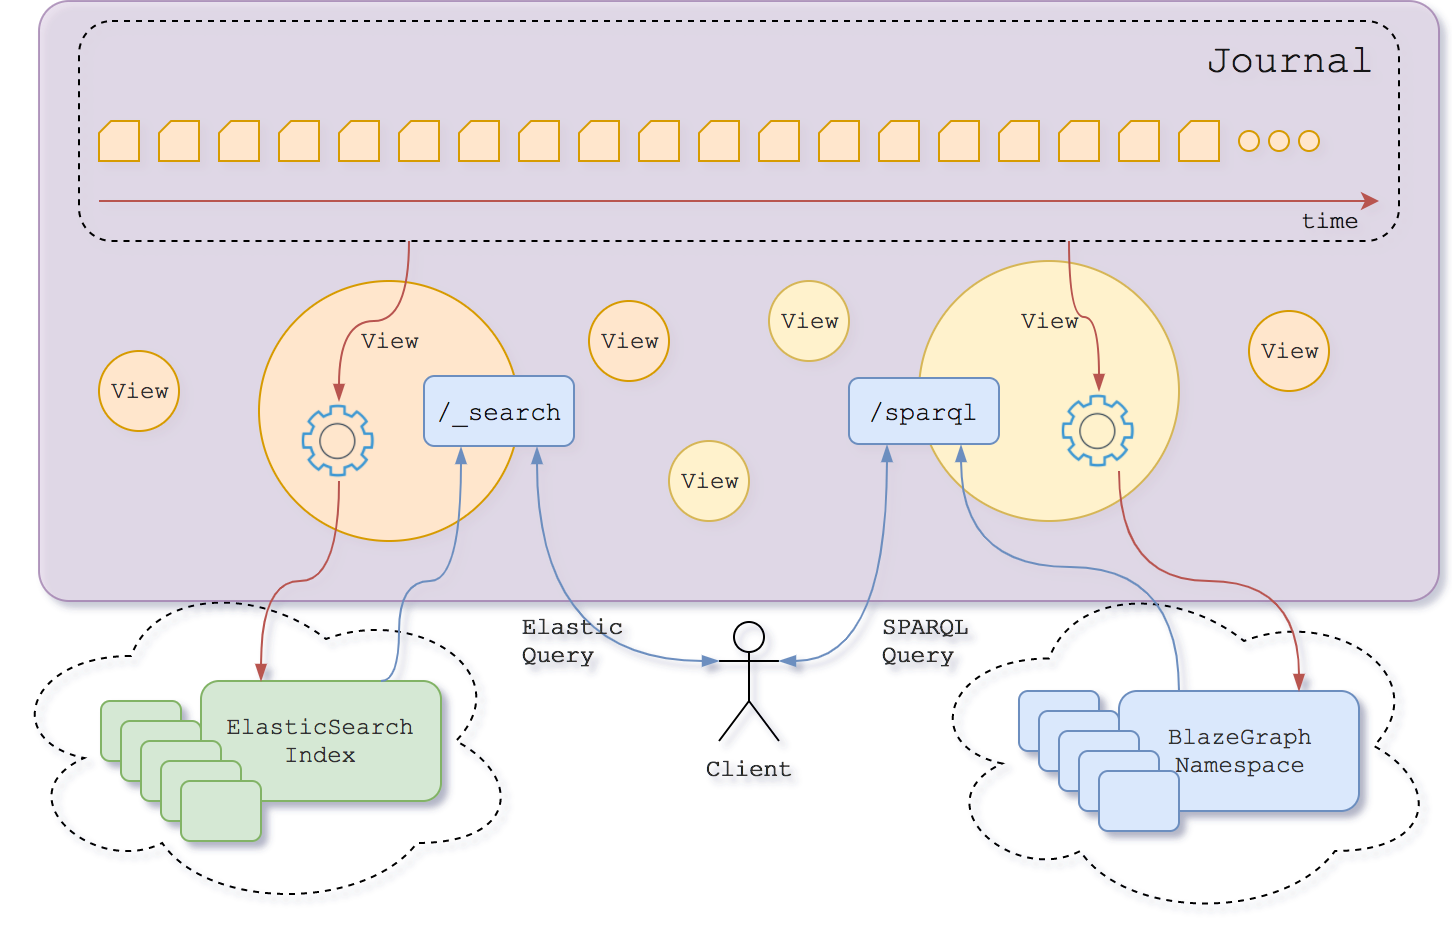 Journal
time
View
View
View
View
View
View
View
/_search
/sparql
Elastic
Query
SPARQL
Query
Client
ElasticSearch
Index
BlazeGraph
Namespace